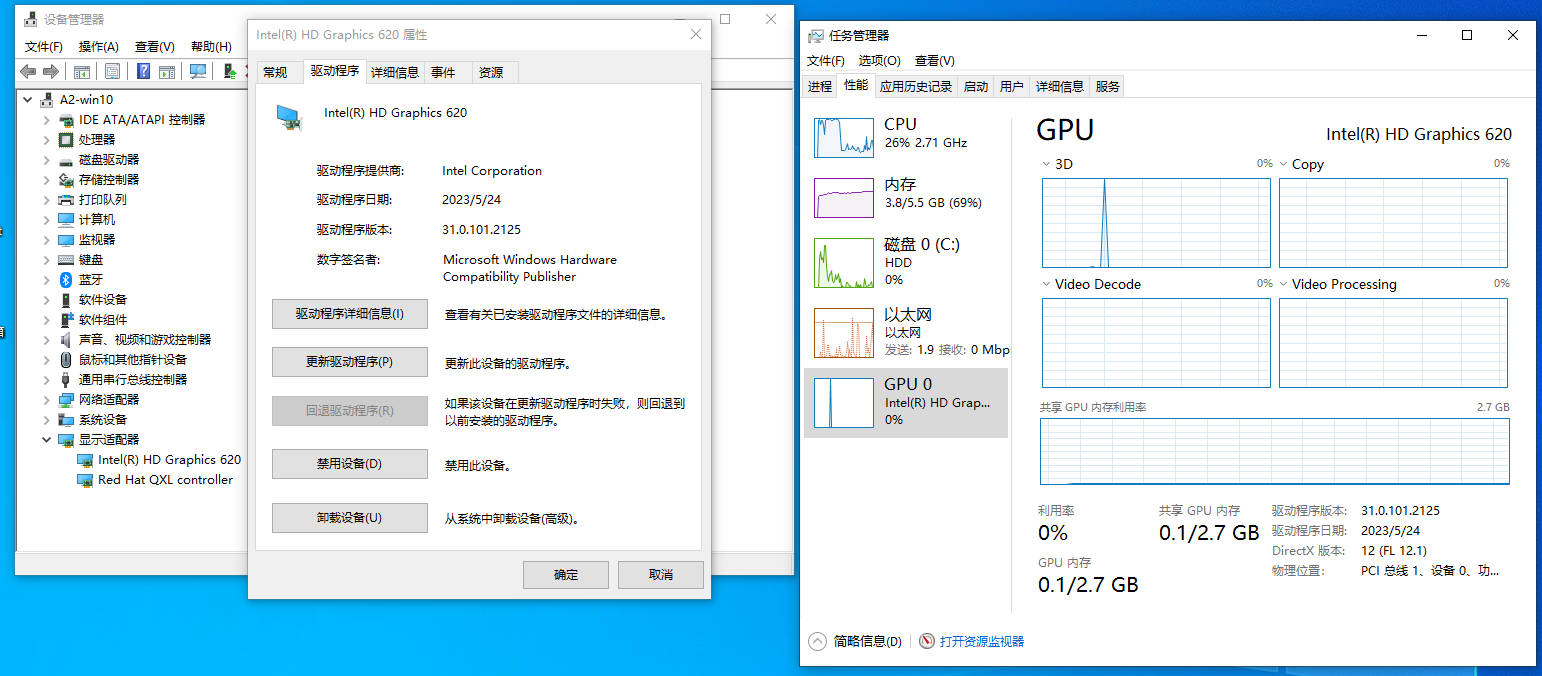 设备管理器
文件(F) 操作(A) 查看(V) 帮助(H)
A2-win10
IDE ATA/ATAPI 控制器
处理器
磁盘驱动器
存储控制器
打印队列
计算机
监视器
键盘
蓝牙
软件设备
软件组件
声音、视频和游戏控制器
鼠标和其他指针设备
通用串行总线控制器
网络适配器
系统设备
显示适配器
Intel(R) HD Graphics 620
Red Hat QXL controller
Intel(R) HD Graphics 620 属性
常规 驱动程序 详细信息 事件 资源
Intel(R) HD Graphics 620
驱动程序提供商: Intel Corporation
驱动程序日期: 2023/5/24
驱动程序版本: 31.0.101.2125
数字签名者: Microsoft Windows Hardware
Compatibility Publisher
驱动程序详细信息(I) 查看有关已安装驱动程序文件的详细信息。
更新驱动程序(P) 更新此设备的驱动程序。
回退驱动程序(R) 如果该设备在更新驱动程序时失败，则回退到
以前安装的驱动程序。
禁用设备(D) 禁用此设备。
卸载设备(U) 从系统中卸载设备(高级)。
确定 取消
任务管理器
文件(F) 选项(O) 查看(V)
进程 性能 应用历史记录 启动 用户 详细信息 服务
CPU
26% 2.71 GHz
内存
3.8/5.5 GB (69%)
磁盘 0 (C:)
HDD
0%
以太网
以太网
发送: 1.9 接收: 0 Mbp
GPU 0
Intel(R) HD Grap...
0%
GPU Intel(R) HD Graphics 620
3D 0% Copy 0%
Video Decode 0% Video Processing 0%
共享 GPU 内存利用率 2.7 GB
利用率
0%
共享 GPU 内存
0.1/2.7 GB
GPU 内存
0.1/2.7 GB
驱动程序版本: 31.0.101.2125
驱动程序日期: 2023/5/24
DirectX 版本: 12 (FL 12.1)
物理位置: PCI 总线 1、设备 0、功...
简略信息(D) 打开资源监视器